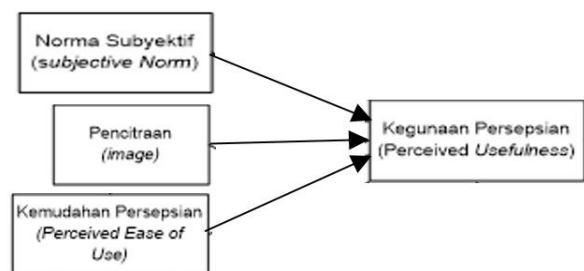 Norma Subyektif
(subjective Norm)
Pencitraan
(image)
Kemudahan Persepsian
(Perceived Ease of
Use)
Kegunaan Persepsian
(Perceived Usefulness)